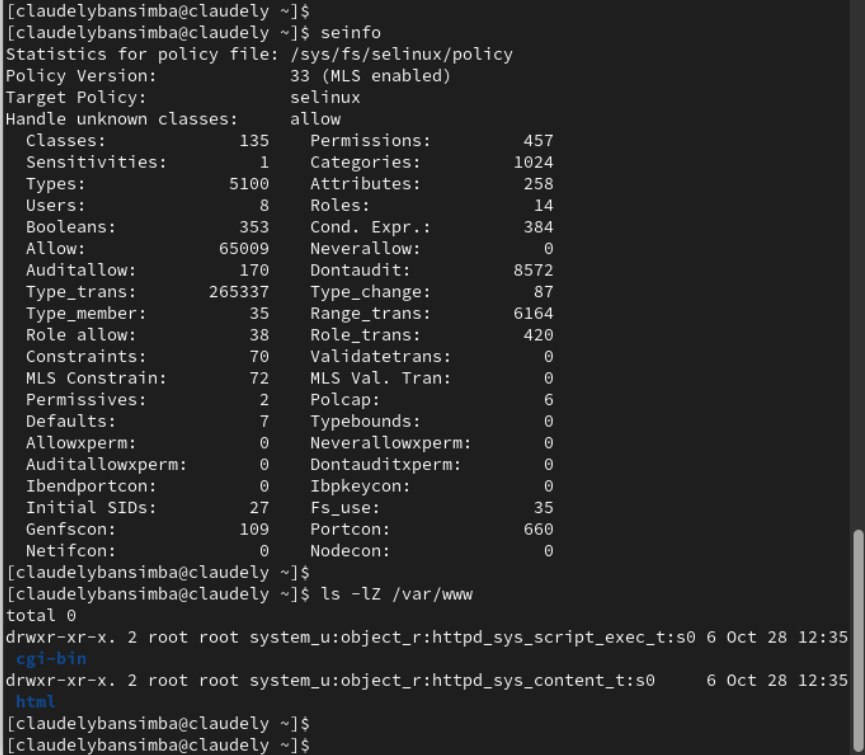 [claudelybansimba@claudely ~]$
[claudelybansimba@claudely ~]$ seinfo
Statistics for policy file: /sys/fs/selinux/policy
Policy Version:             33 (MLS enabled)
Target Policy:              selinux
Handle unknown classes:     allow
  Classes:             135    Permissions:         457
  Sensitivities:         1    Categories:         1024
  Types:              5100    Attributes:          258
  Users:                 8    Roles:                14
  Booleans:            353    Cond. Expr.:         384
  Allow:             65009    Neverallow:            0
  Auditallow:          170    Dontaudit:          8572
  Type_trans:       265337    Type_change:          87
  Type_member:          35    Range_trans:        6164
  Role allow:           38    Role_trans:          420
  Constraints:          70    Validatetrans:         0
  MLS Constrain:        72    MLS Val. Tran:         0
  Permissives:           2    Polcap:                6
  Defaults:              7    Typebounds:            0
  Allowxperm:            0    Neverallowxperm:       0
  Auditallowxperm:       0    Dontauditxperm:        0
  Ibendportcon:          0    Ibpkeycon:             0
  Initial SIDs:         27    Fs_use:               35
  Genfscon:            109    Portcon:             660
  Netifcon:              0    Nodecon:               0
[claudelybansimba@claudely ~]$
[claudelybansimba@claudely ~]$ ls -lZ /var/www
total 0
drwxr-xr-x. 2 root root system_u:object_r:httpd_sys_script_exec_t:s0 6 Oct 28 12:35
 cgi-bin
drwxr-xr-x. 2 root root system_u:object_r:httpd_sys_content_t:s0     6 Oct 28 12:35
 html
[claudelybansimba@claudely ~]$
[claudelybansimba@claudely ~]$